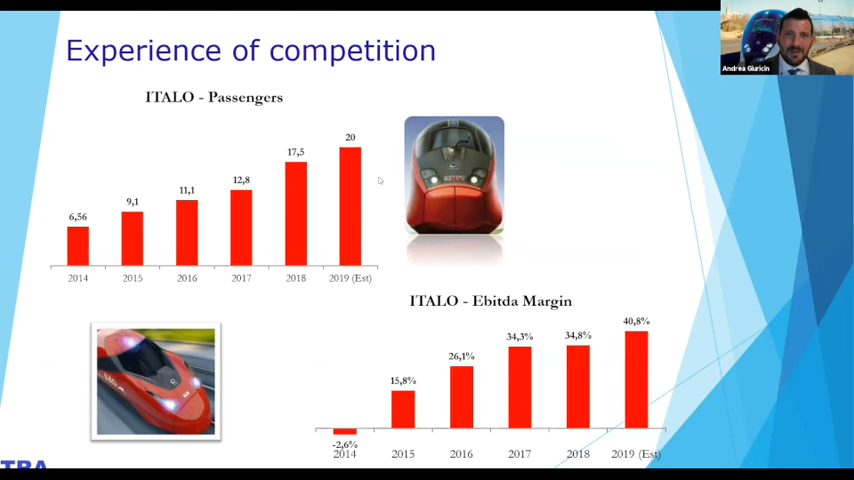 Experience of competition
Andrea Giuricin
ITALO - Passengers
20
17,5
12,8
11,1
9,1
6,56
2014 2015 2016 2017 2018 2019 (Est)
ITALO - Ebitda Margin
40,8%
34,3% 34,8%
26,1%
15,8%
-2,6%
2014 2015 2016 2017 2018 2019 (Est)
TRA